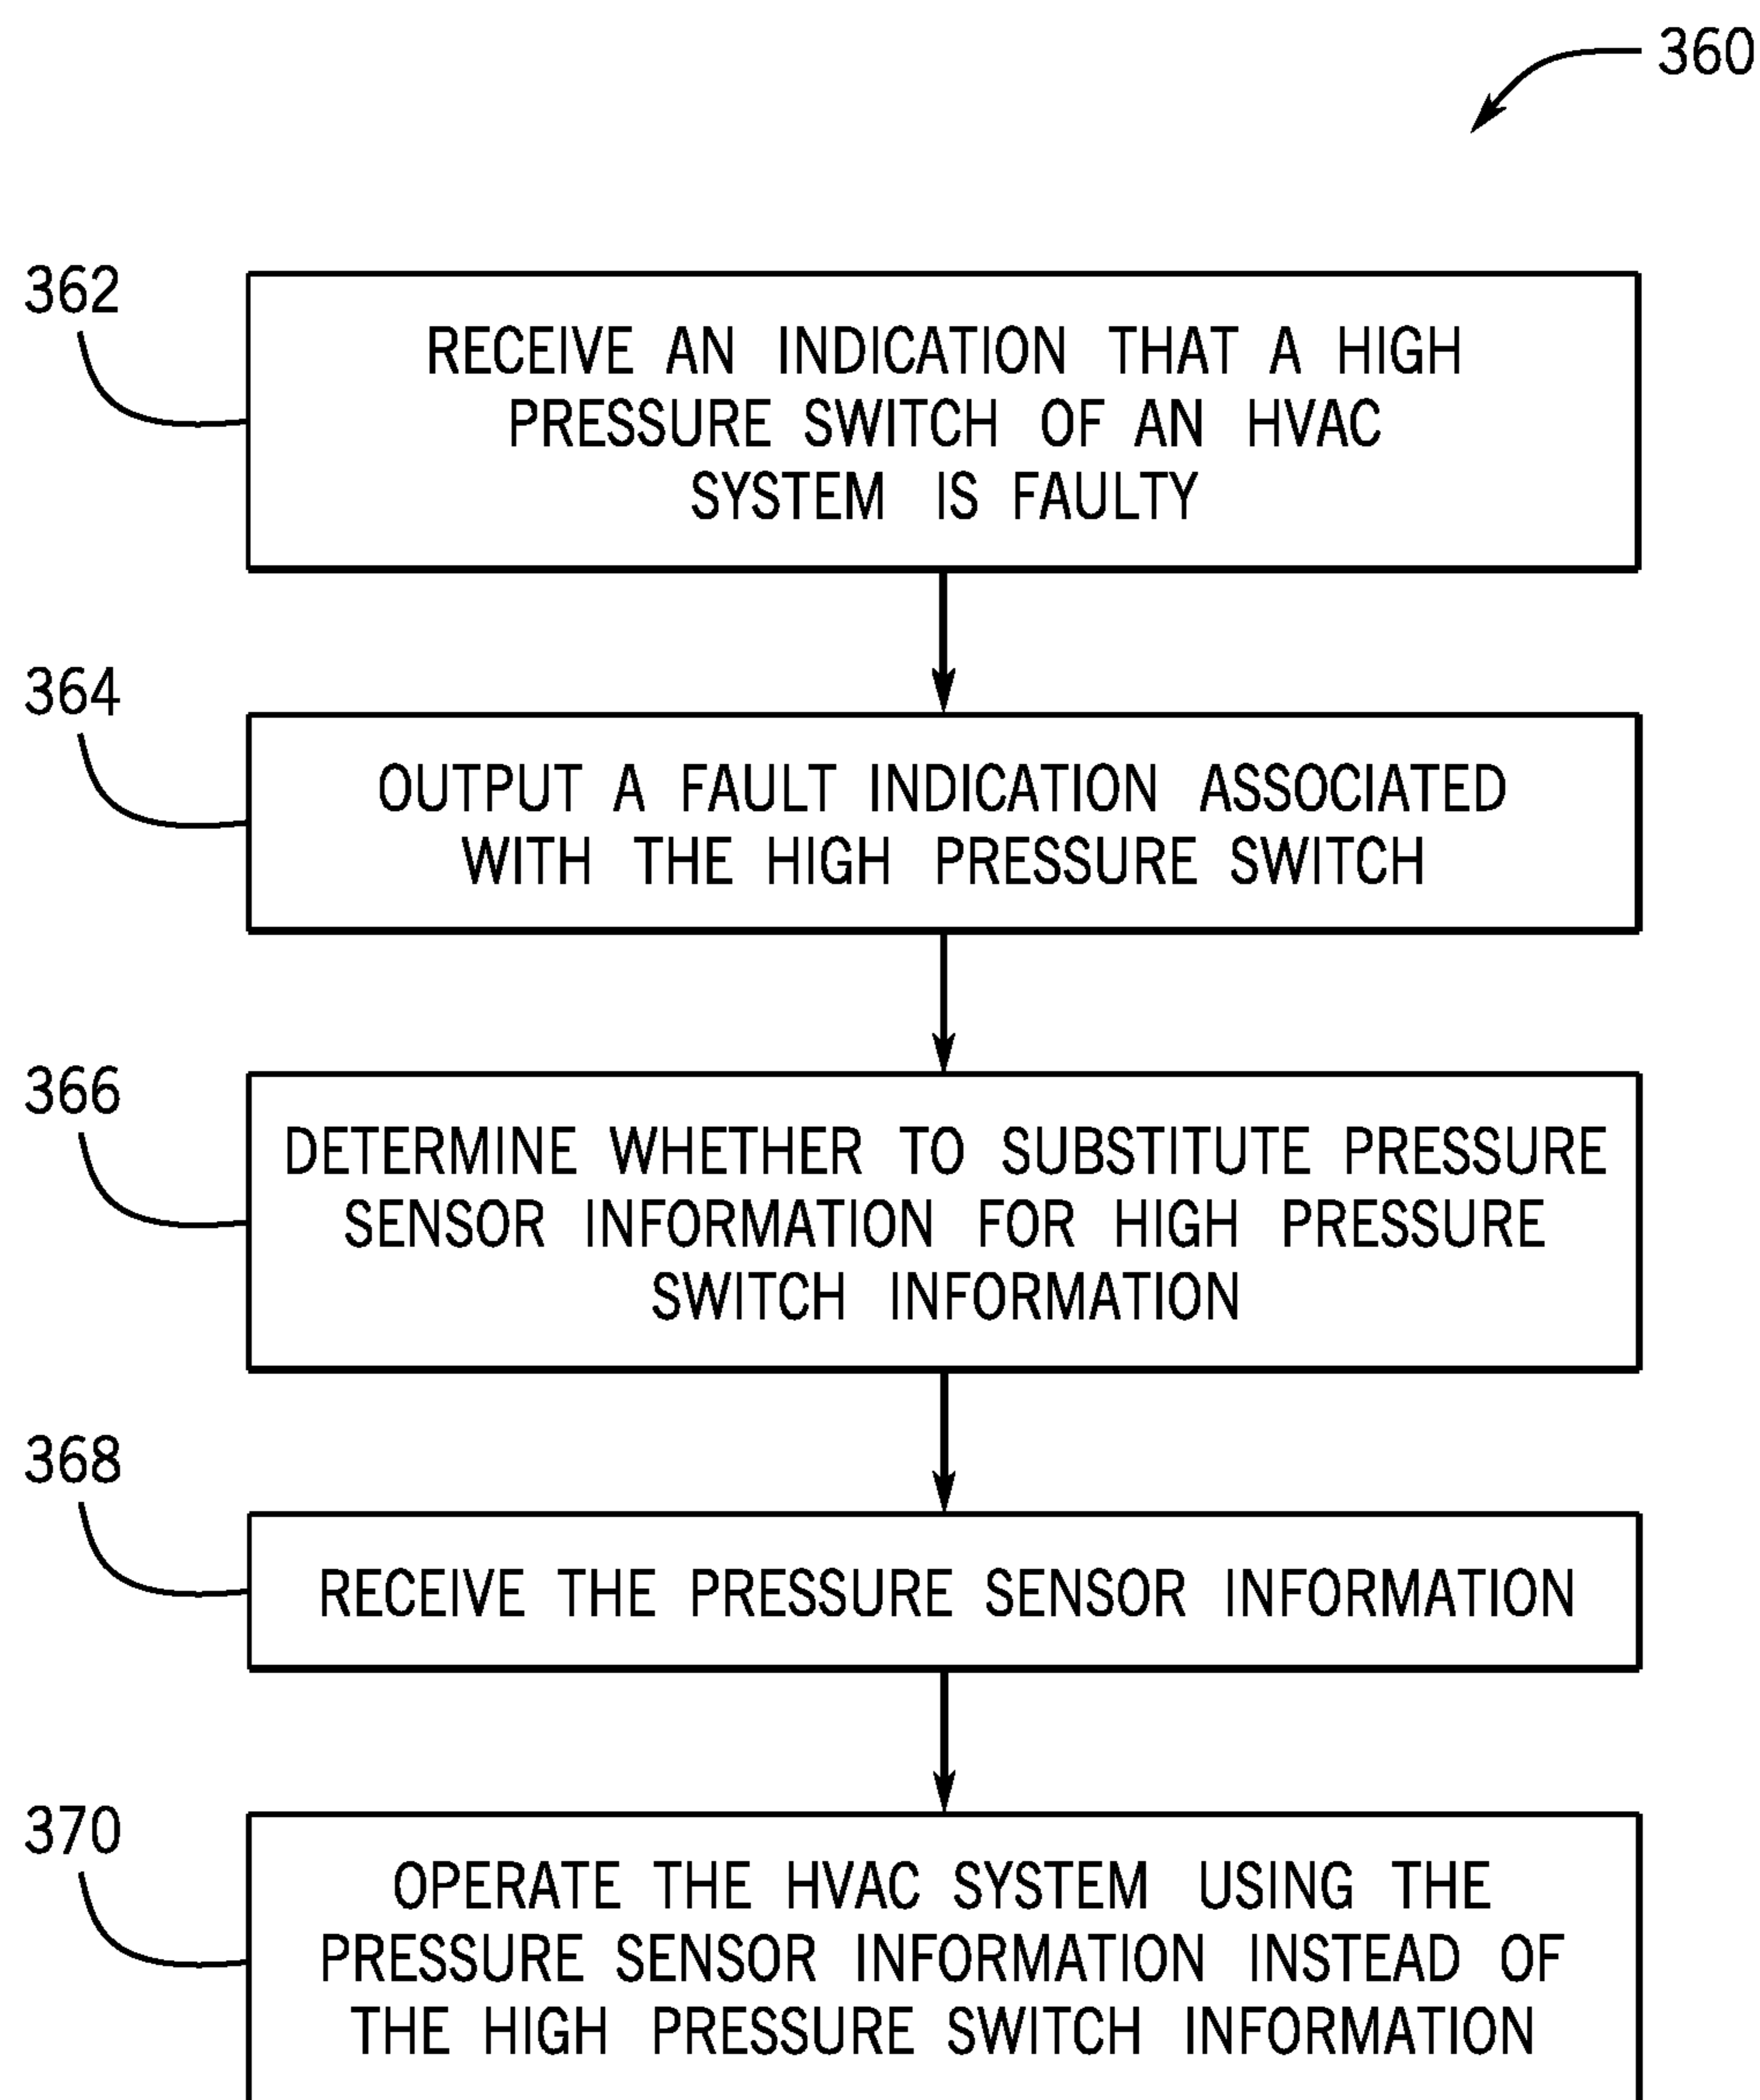 360
362
RECEIVE AN INDICATION THAT A HIGH
PRESSURE SWITCH OF AN HVAC
SYSTEM IS FAULTY
364
OUTPUT A FAULT INDICATION ASSOCIATED
WITH THE HIGH PRESSURE SWITCH
366
DETERMINE WHETHER TO SUBSTITUTE PRESSURE
SENSOR INFORMATION FOR HIGH PRESSURE
SWITCH INFORMATION
368
RECEIVE THE PRESSURE SENSOR INFORMATION
370
OPERATE THE HVAC SYSTEM USING THE
PRESSURE SENSOR INFORMATION INSTEAD OF
THE HIGH PRESSURE SWITCH INFORMATION